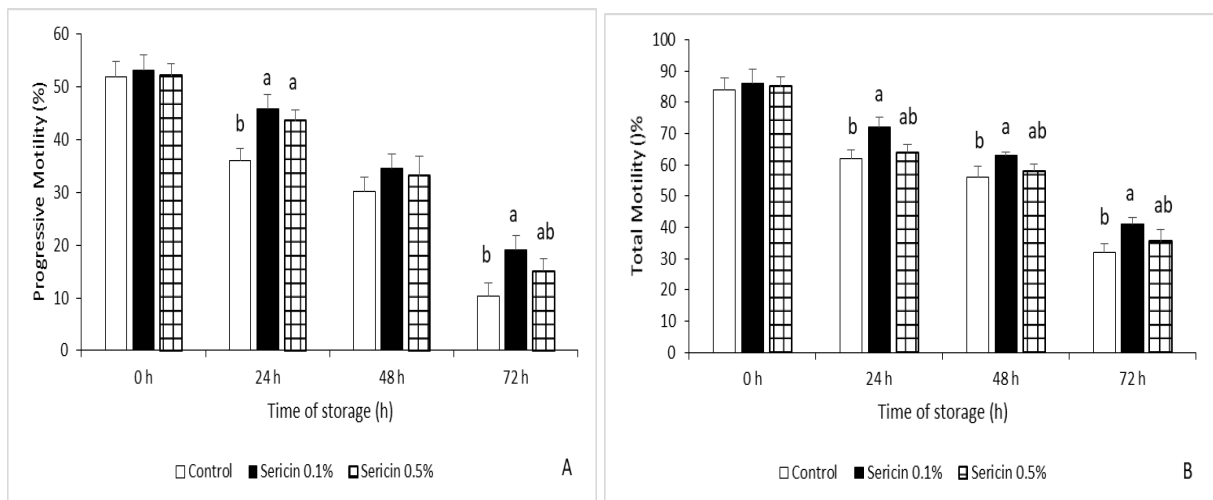 Progressive Motility (%)
60
50
40
30
20
10
0
b a a
b a ab
0 h 24 h 48 h 72 h
Time of storage (h)
Control Sericin 0.1% Sericin 0.5%
A
Total Motility ()%
100
90
80
70
60
50
40
30
20
10
0
b a ab
b a ab
b a ab
0 h 24 h 48 h 72 h
Time of storage (h)
Control Sericin 0.1% Sericin 0.5%
B